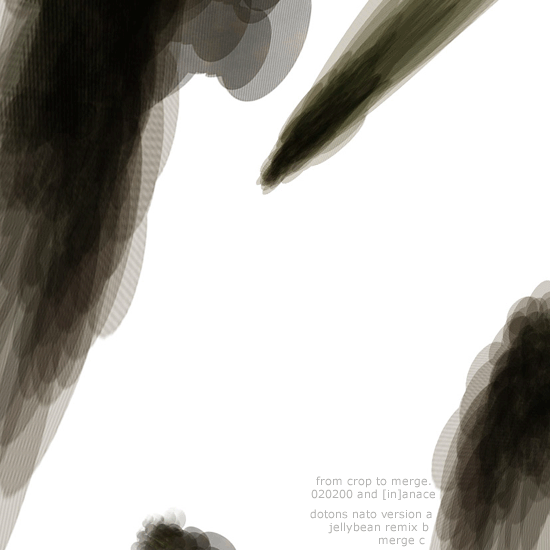 from crop to merge.
020200 and [in]anace
dotons nato version a
jellybean remix b
merge c